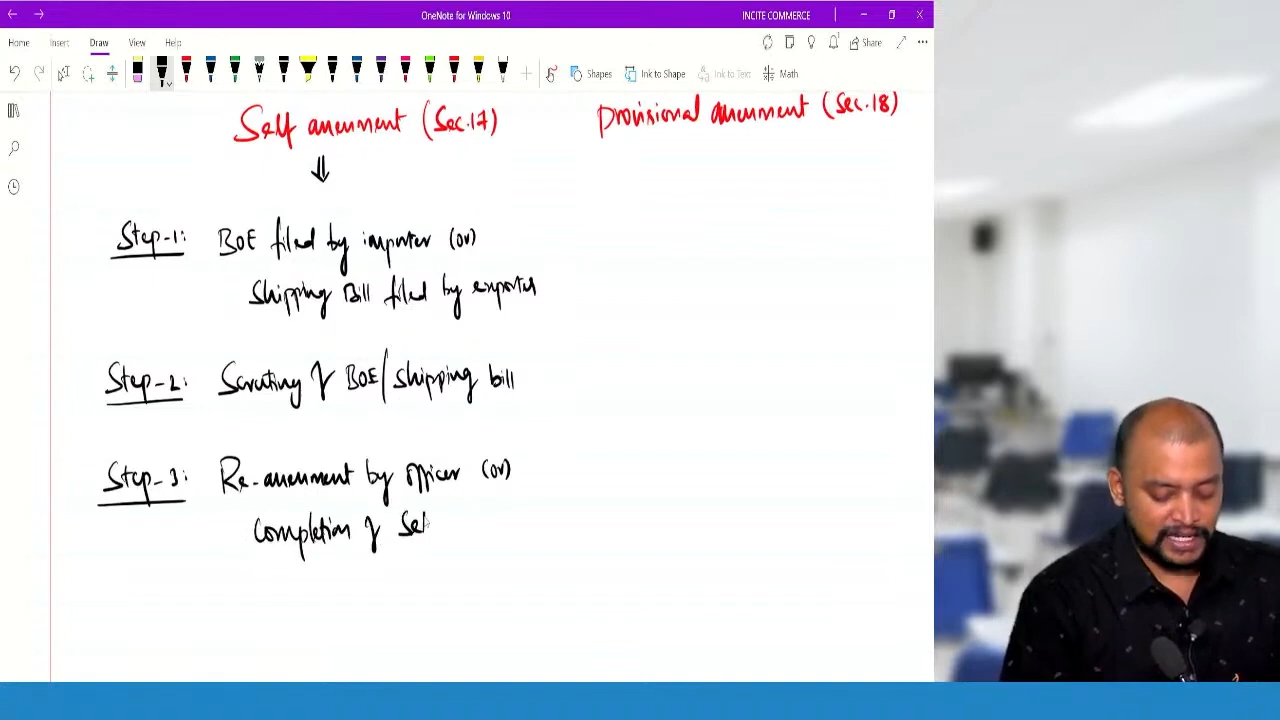 OneNote for Windows 10
INCITE COMMERCE
Home Insert Draw View Help
Share
Shapes Ink to Shape Ink to Text Math
Self assessment (Sec.17)
Provisional assessment (Sec.18)
Step-1: BOE filed by importer (or)
Shipping Bill filed by exporter
Step-2: Scrutiny of BOE/shipping bill
Step-3: Re-assessment by officer (or)
Completion of Sel